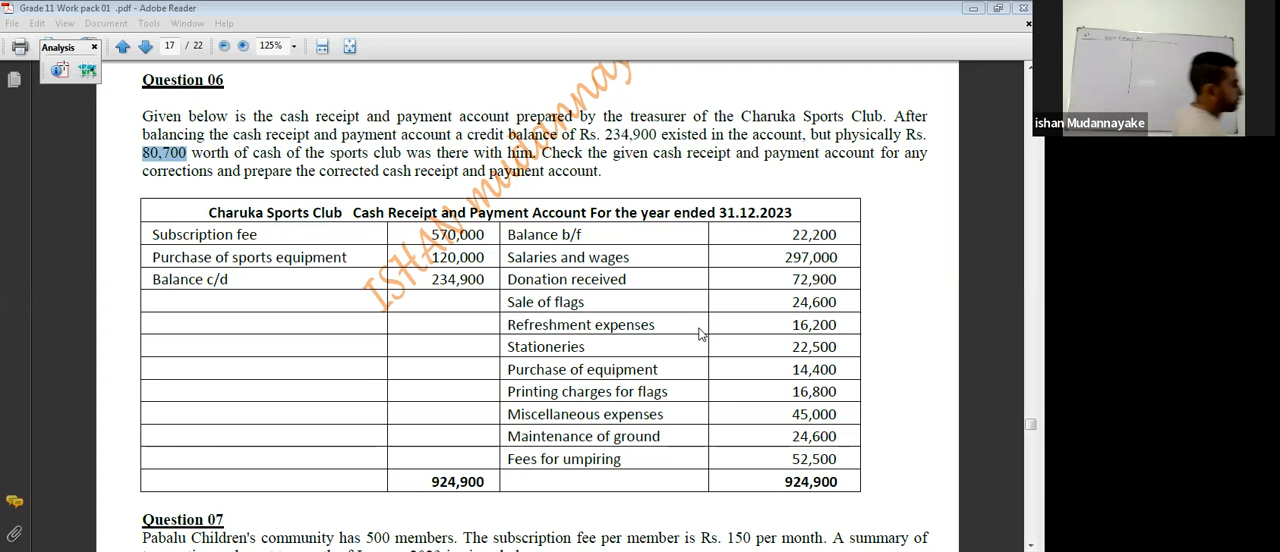 Grade 11 Work pack 01 .pdf - Adobe Reader
File Edit View Document Tools Window Help
Analysis
17 / 22
125%
Question 06
Given below is the cash receipt and payment account prepared by the treasurer of the Charuka Sports Club. After
balancing the cash receipt and payment account a credit balance of Rs. 234,900 existed in the account, but physically Rs.
80,700 worth of cash of the sports club was there with him. Check the given cash receipt and payment account for any
corrections and prepare the corrected cash receipt and payment account.
Charuka Sports Club Cash Receipt and Payment Account For the year ended 31.12.2023
Subscription fee 570,000 Balance b/f 22,200
Purchase of sports equipment 120,000 Salaries and wages 297,000
Balance c/d 234,900 Donation received 72,900
Sale of flags 24,600
Refreshment expenses 16,200
Stationeries 22,500
Purchase of equipment 14,400
Printing charges for flags 16,800
Miscellaneous expenses 45,000
Maintenance of ground 24,600
Fees for umpiring 52,500
924,900 924,900
Question 07
Pabalu Children's community has 500 members. The subscription fee per member is Rs. 150 per month. A summary of
ISHAN mudannay
ishan Mudannayake